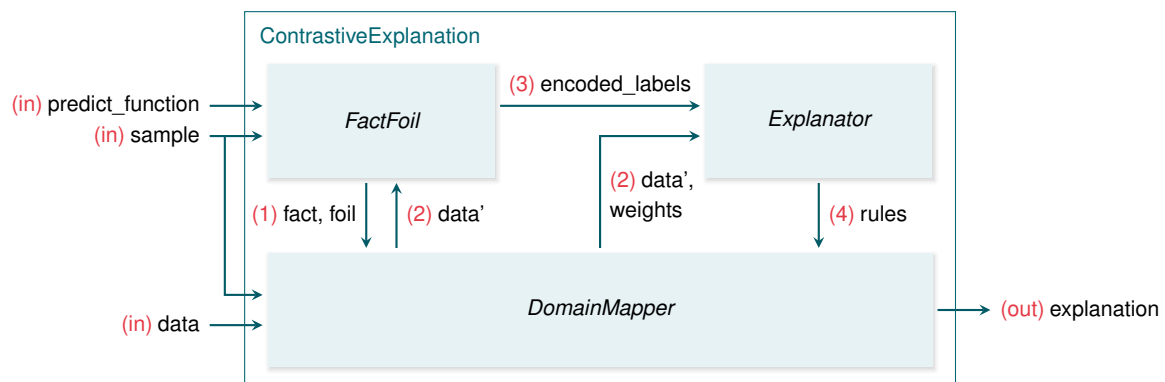 ContrastiveExplanation
(in) predict_function
(in) sample
FactFoil
(3) encoded_labels
Explanator
(1) fact, foil
(2) data'
(2) data',
weights
(4) rules
(in) data
DomainMapper
(out) explanation